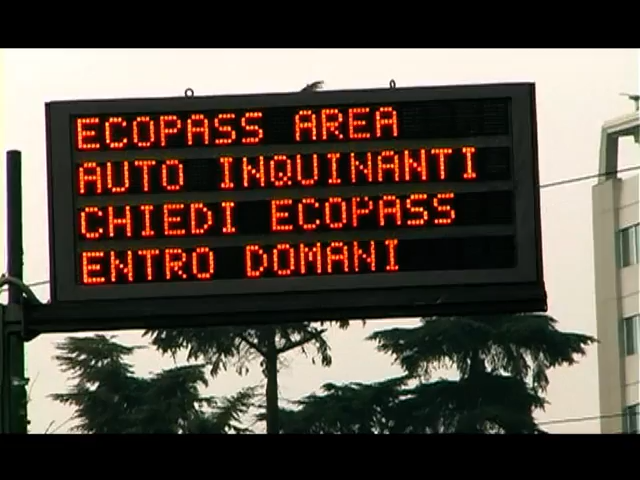 ECOPASS AREA
AUTO INQUINANTI
CHIEDI ECOPASS
ENTRO DOMANI